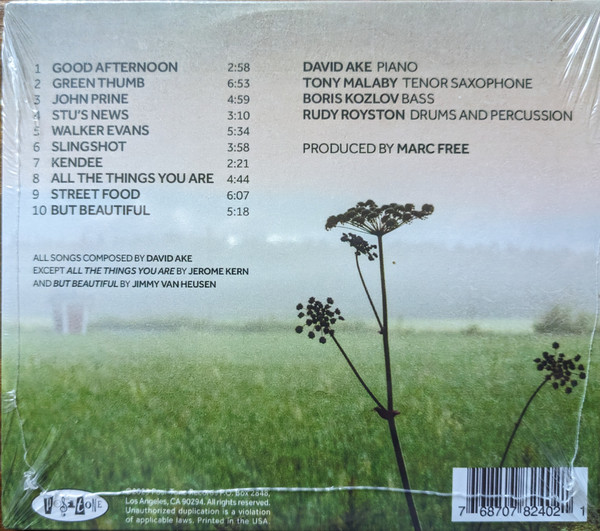 1 GOOD AFTERNOON 2:58
2 GREEN THUMB 6:53
3 JOHN PRINE 4:59
4 STU'S NEWS 3:10
5 WALKER EVANS 5:34
6 SLINGSHOT 3:58
7 KENDEE 2:21
8 ALL THE THINGS YOU ARE 4:44
9 STREET FOOD 6:07
10 BUT BEAUTIFUL 5:18
DAVID AKE PIANO
TONY MALABY TENOR SAXOPHONE
BORIS KOZLOV BASS
RUDY ROYSTON DRUMS AND PERCUSSION
PRODUCED BY MARC FREE
ALL SONGS COMPOSED BY DAVID AKE
EXCEPT ALL THE THINGS YOU ARE BY JEROME KERN
AND BUT BEAUTIFUL BY JIMMY VAN HEUSEN
P.O. Box 2848,
Los Angeles, CA 90294. All rights reserved.
Unauthorized duplication is a violation
of applicable laws. Printed in the USA
7 68707 82402 1